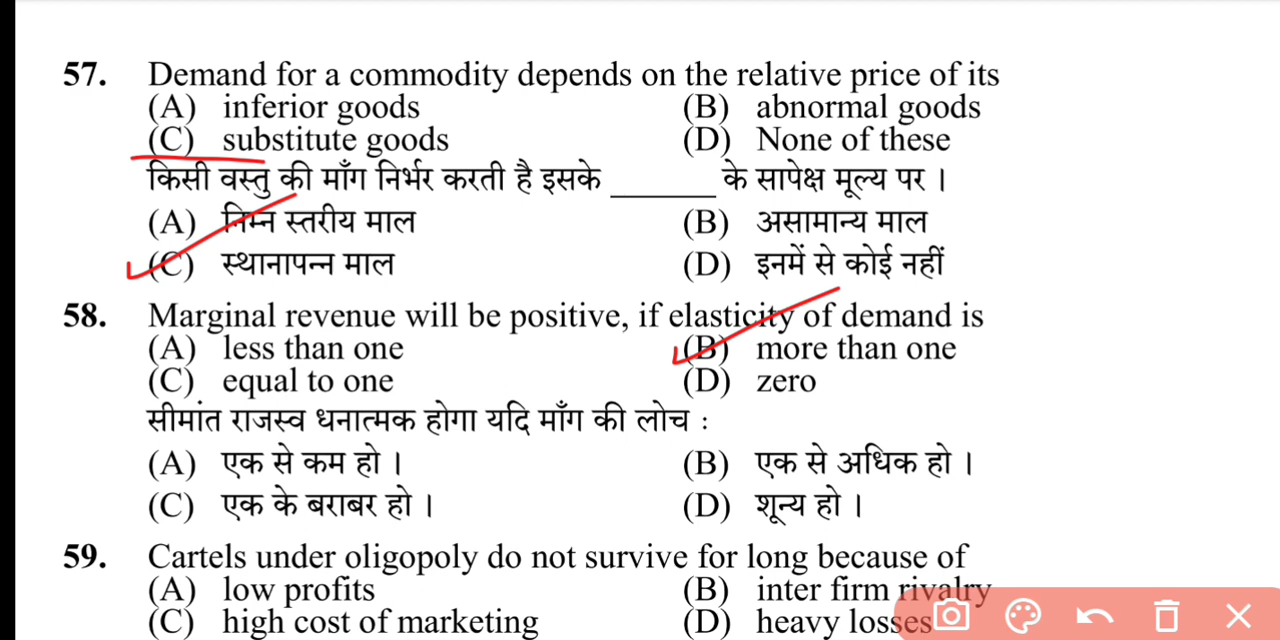 57. Demand for a commodity depends on the relative price of its
(A) inferior goods (B) abnormal goods
(C) substitute goods (D) None of these
किसी वस्तु की माँग निर्भर करती है इसके _______ के सापेक्ष मूल्य पर ।
(A) निम्न स्तरीय माल (B) असामान्य माल
(C) स्थानापन्न माल (D) इनमें से कोई नहीं
58. Marginal revenue will be positive, if elasticity of demand is
(A) less than one (B) more than one
(C) equal to one (D) zero
सीमांत राजस्व धनात्मक होगा यदि माँग की लोच :
(A) एक से कम हो । (B) एक से अधिक हो ।
(C) एक के बराबर हो । (D) शून्य हो ।
59. Cartels under oligopoly do not survive for long because of
(A) low profits (B) inter firm rivalry
(C) high cost of marketing (D) heavy losses